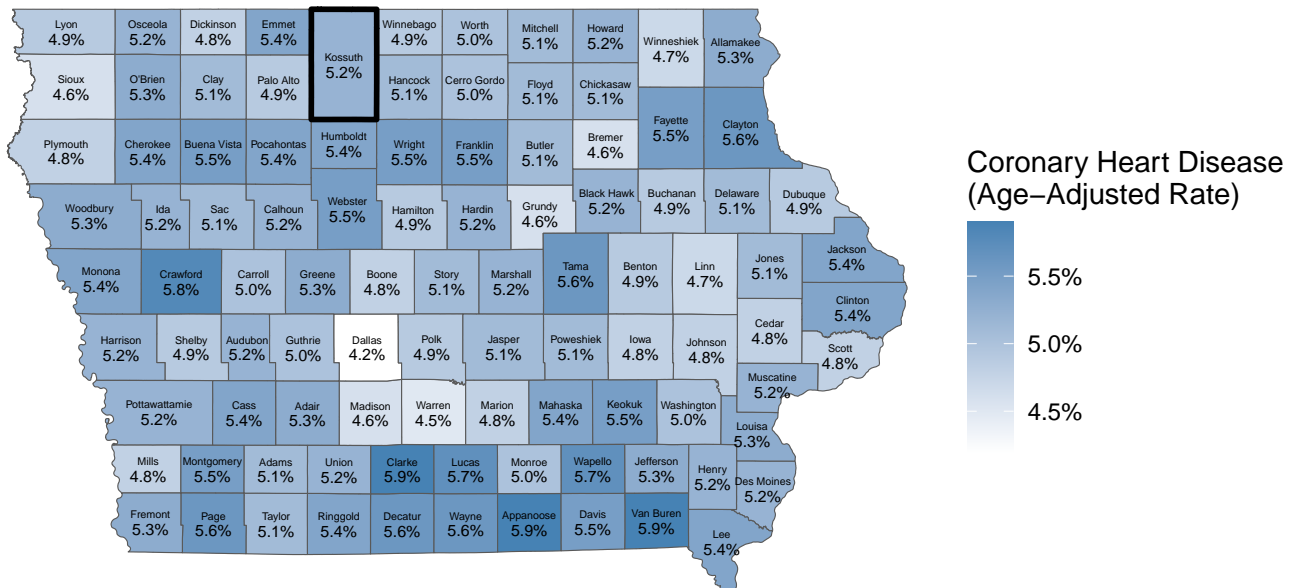 Lyon
4.9%
Osceola
5.2%
Dickinson
4.8%
Emmet
5.4%
Kossuth
5.2%
Winnebago
4.9%
Worth
5.0%
Mitchell
5.1%
Howard
5.2%
Winneshiek
4.7%
Allamakee
5.3%
Sioux
4.6%
O'Brien
5.3%
Clay
5.1%
Palo Alto
4.9%
Hancock
5.1%
Cerro Gordo
5.0%
Floyd
5.1%
Chickasaw
5.1%
Fayette
5.5%
Clayton
5.6%
Plymouth
4.8%
Cherokee
5.4%
Buena Vista
5.5%
Pocahontas
5.4%
Humboldt
5.4%
Wright
5.5%
Franklin
5.5%
Butler
5.1%
Bremer
4.6%
Woodbury
5.3%
Ida
5.2%
Sac
5.1%
Calhoun
5.2%
Webster
5.5%
Hamilton
4.9%
Hardin
5.2%
Grundy
4.6%
Black Hawk
5.2%
Buchanan
4.9%
Delaware
5.1%
Dubuque
4.9%
Monona
5.4%
Crawford
5.8%
Carroll
5.0%
Greene
5.3%
Boone
4.8%
Story
5.1%
Marshall
5.2%
Tama
5.6%
Benton
4.9%
Linn
4.7%
Jones
5.1%
Jackson
5.4%
Clinton
5.4%
Harrison
5.2%
Shelby
4.9%
Audubon
5.2%
Guthrie
5.0%
Dallas
4.2%
Polk
4.9%
Jasper
5.1%
Poweshiek
5.1%
Iowa
4.8%
Johnson
4.8%
Cedar
4.8%
Scott
4.8%
Muscatine
5.2%
Pottawattamie
5.2%
Cass
5.4%
Adair
5.3%
Madison
4.6%
Warren
4.5%
Marion
4.8%
Mahaska
5.4%
Keokuk
5.5%
Washington
5.0%
Louisa
5.3%
Mills
4.8%
Montgomery
5.5%
Adams
5.1%
Union
5.2%
Clarke
5.9%
Lucas
5.7%
Monroe
5.0%
Wapello
5.7%
Jefferson
5.3%
Henry
5.2%
Des Moines
5.2%
Fremont
5.3%
Page
5.6%
Taylor
5.1%
Ringgold
5.4%
Decatur
5.6%
Wayne
5.6%
Appanoose
5.9%
Davis
5.5%
Van Buren
5.9%
Lee
5.4%
Coronary Heart Disease
(Age−Adjusted Rate)
5.5%
5.0%
4.5%